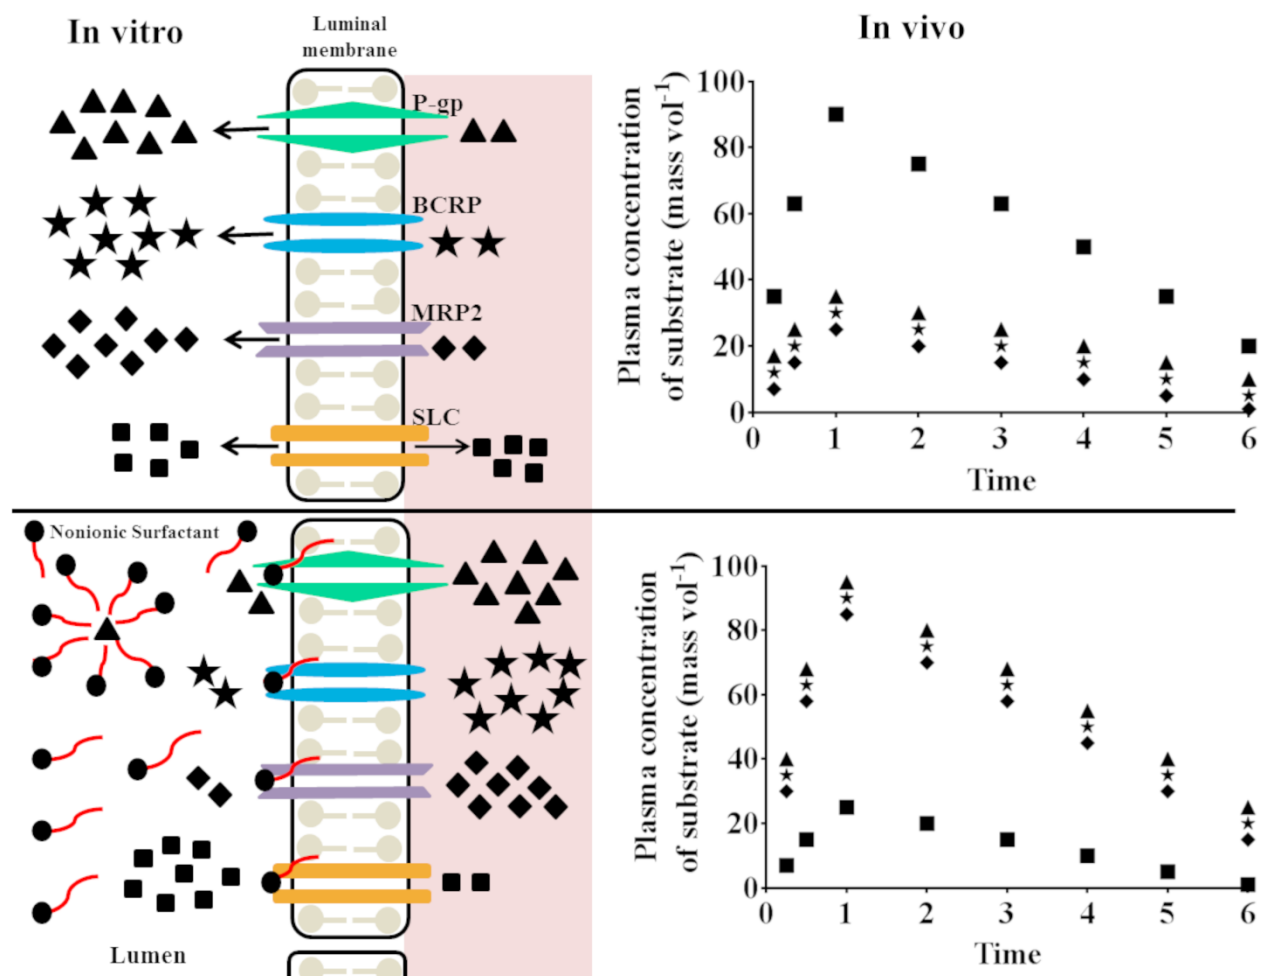 In vitro
Luminal
membrane
In vivo
P-gp
BCRP
MRP2
SLC
Plasma concentration
of substrate (mass vol⁻¹)
100
80
60
40
20
0
0 1 2 3 4 5 6
Time
Nonionic Surfactant
Lumen
Plasma concentration
of substrate (mass vol⁻¹)
100
80
60
40
20
0
0 1 2 3 4 5 6
Time